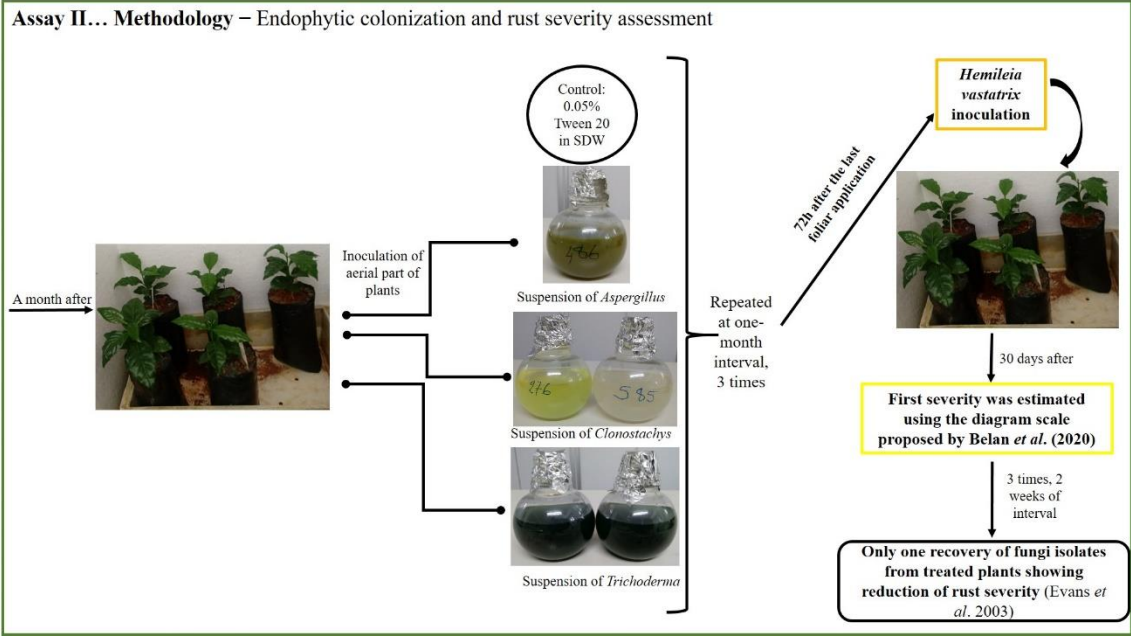 Assay II… Methodology – Endophytic colonization and rust severity assessment
A month after
Inoculation of
aerial part of
plants
Control:
0.05%
Tween 20
in SDW
486
Suspension of Aspergillus
276
585
Suspension of Clonostachys
Suspension of Trichoderma
Repeated
at one-
month
interval,
3 times
72h after the last
foliar application
Hemileia
vastatrix
inoculation
30 days after
First severity was estimated
using the diagram scale
proposed by Belan et al. (2020)
3 times, 2
weeks of
interval
Only one recovery of fungi isolates
from treated plants showing
reduction of rust severity (Evans et
al. 2003)